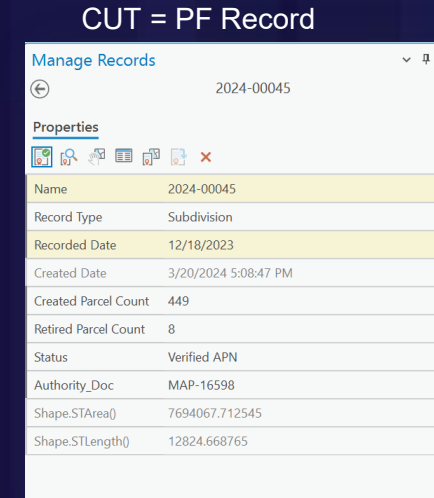 CUT = PF Record
Manage Records
2024-00045
Properties
Name 2024-00045
Record Type Subdivision
Recorded Date 12/18/2023
Created Date 3/20/2024 5:08:47 PM
Created Parcel Count 449
Retired Parcel Count 8
Status Verified APN
Authority_Doc MAP-16598
Shape.STArea() 7694067.712545
Shape.STLength() 12824.668765